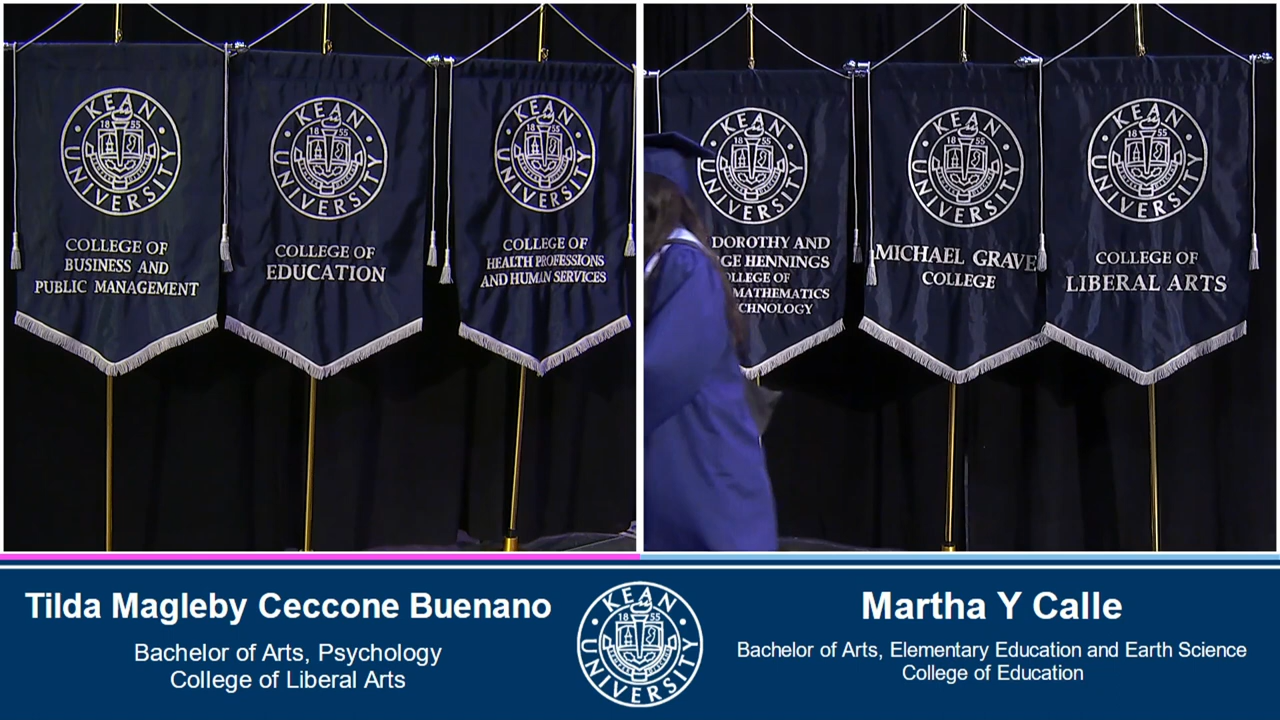 KEAN UNIVERSITY
1855
COLLEGE OF
BUSINESS AND
PUBLIC MANAGEMENT
KEAN UNIVERSITY
1855
COLLEGE OF
EDUCATION
KEAN UNIVERSITY
1855
COLLEGE OF
HEALTH PROFESSIONS
AND HUMAN SERVICES
KEAN UNIVERSITY
1855
DOROTHY AND
GE HENNINGS
OLLEGE OF
MATHEMATICS
CHNOLOGY
KEAN UNIVERSITY
1855
MICHAEL GRAVE
COLLEGE
KEAN UNIVERSITY
1855
COLLEGE OF
LIBERAL ARTS
Tilda Magleby Ceccone Buenano
Bachelor of Arts, Psychology
College of Liberal Arts
KEAN UNIVERSITY
1855
Martha Y Calle
Bachelor of Arts, Elementary Education and Earth Science
College of Education